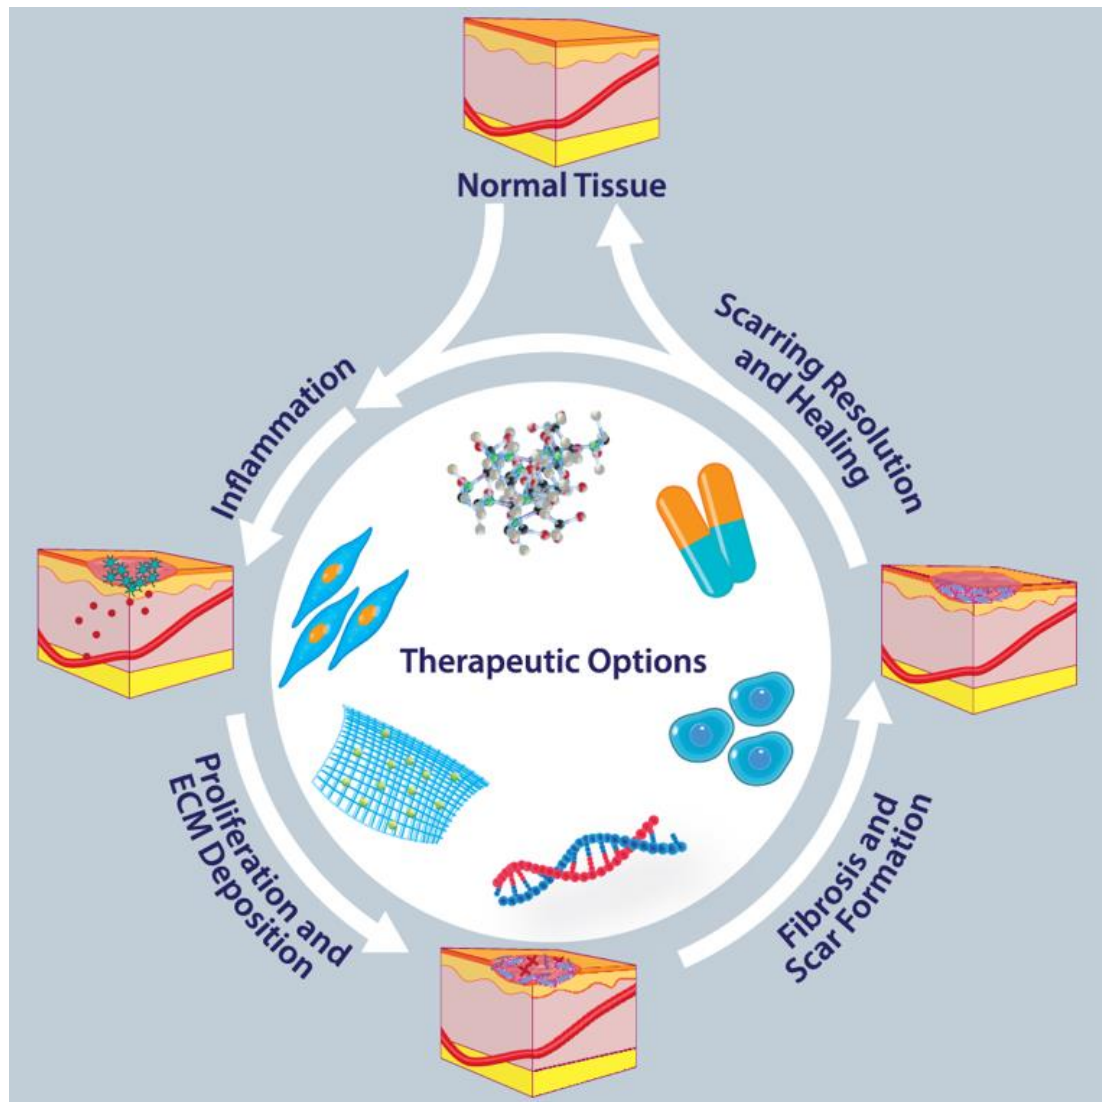 Normal Tissue
Scarring Resolution
and Healing
Inflammation
Therapeutic Options
Proliferation and
ECM Deposition
Fibrosis and
Scar Formation